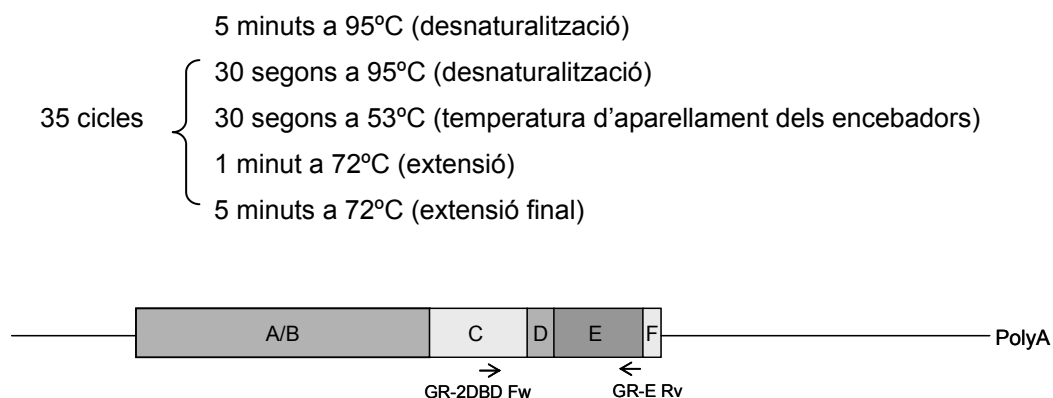 5 minuts a 95ºC (desnaturalització)
30 segons a 95ºC (desnaturalització)
35 cicles
30 segons a 53ºC (temperatura d’aparellament dels encebadors)
1 minut a 72ºC (extensió)
5 minuts a 72ºC (extensió final)
A/B C D E F PolyA
GR-2DBD Fw GR-E Rv